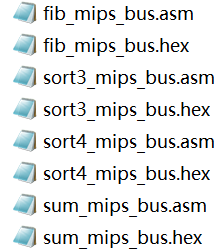 fib_mips_bus.asm
fib_mips_bus.hex
sort3_mips_bus.asm
sort3_mips_bus.hex
sort4_mips_bus.asm
sort4_mips_bus.hex
sum_mips_bus.asm
sum_mips_bus.hex